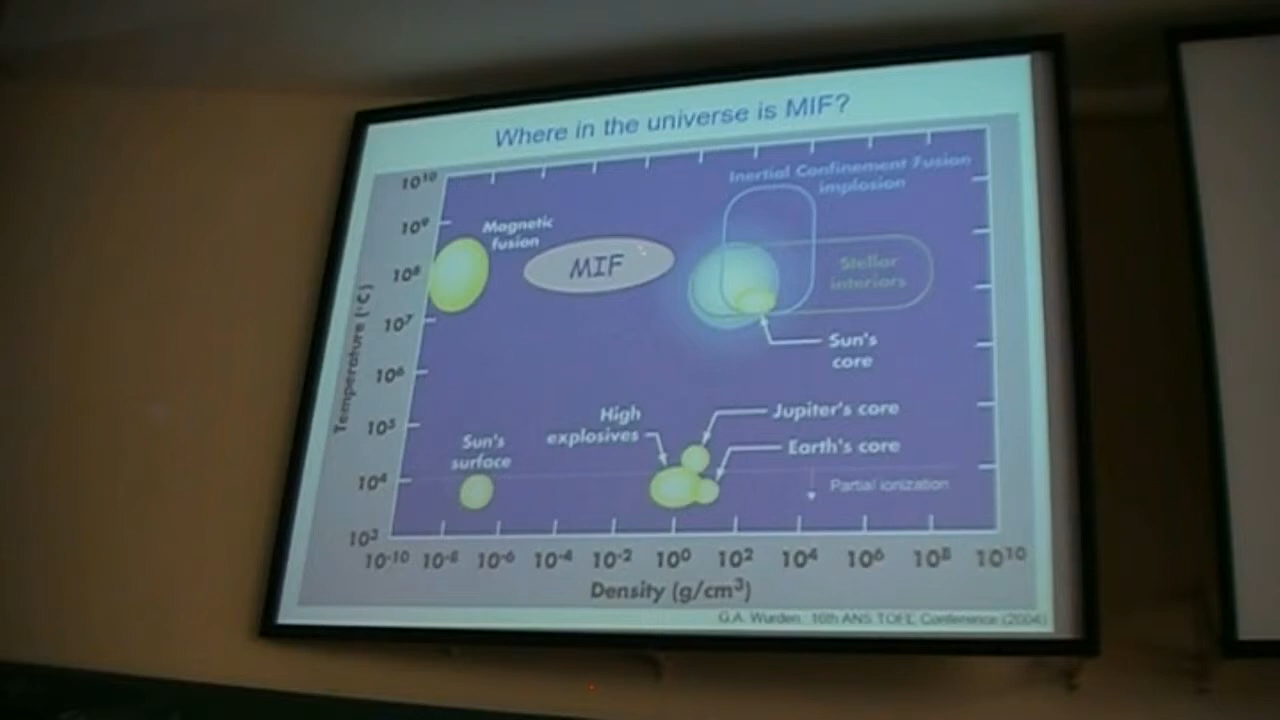 Where in the universe is MIF?
10¹⁰
10⁹
10⁸
10⁷
10⁶
10⁵
10⁴
10³
Temperature (°C)
Magnetic
fusion
MIF
Inertial Confinement Fusion
implosion
Stellar
interiors
Sun's
core
High
explosives
Jupiter's core
Earth's core
Sun's
surface
Partial ionization
10⁻¹⁰ 10⁻⁸ 10⁻⁶ 10⁻⁴ 10⁻² 10⁰ 10² 10⁴ 10⁶ 10⁸ 10¹⁰
Density (g/cm³)
G.A. Wurden 16th ANS TOFE Conference (2004)